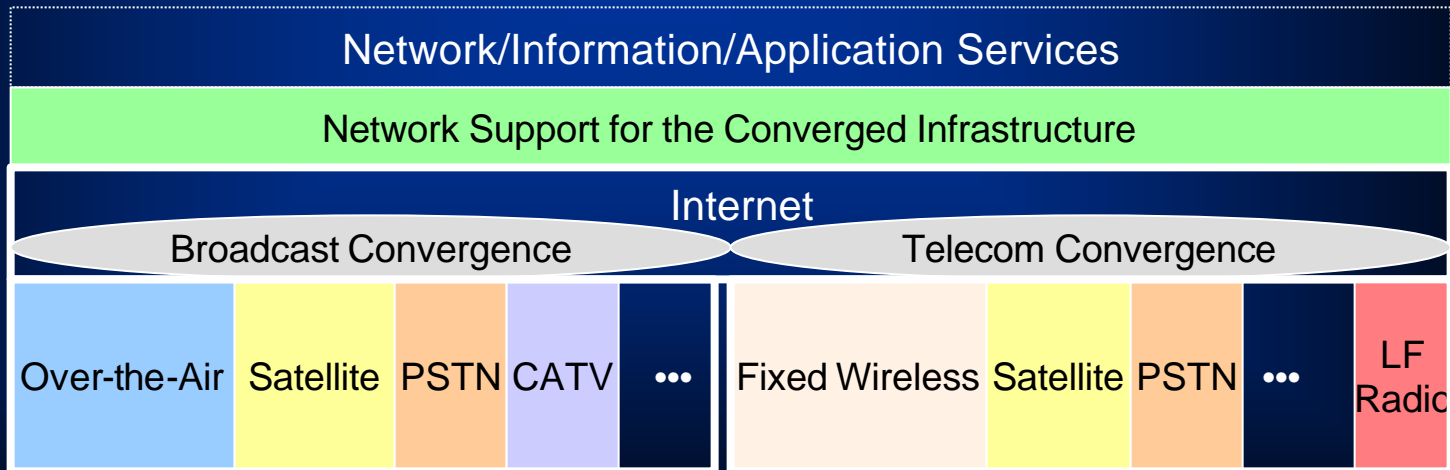 Network/Information/Application Services
Network Support for the Converged Infrastructure
Internet
Broadcast Convergence
Telecom Convergence
Over-the-Air
Satellite
PSTN
CATV
•••
Fixed Wireless
Satellite
PSTN
•••
LF
Radio